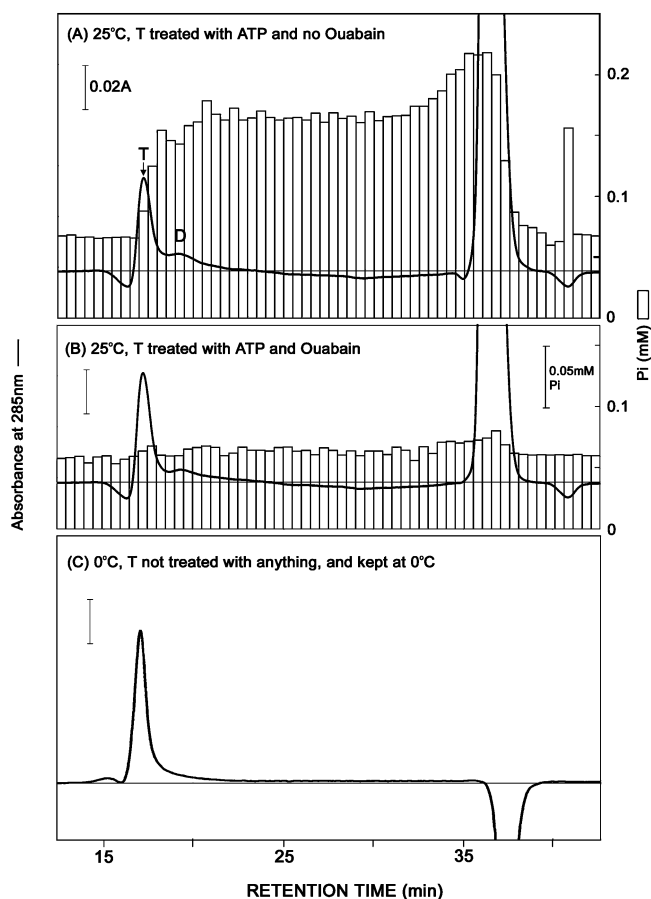 (A) 25°C, T treated with ATP and no Ouabain
0.02A
T
D
0.2
0.1
0
(B) 25°C, T treated with ATP and Ouabain
0.05mM
Pi
0.1
0
(C) 0°C, T not treated with anything, and kept at 0°C
15
25
35
RETENTION TIME (min)
Absorbance at 285nm
Pi (mM)